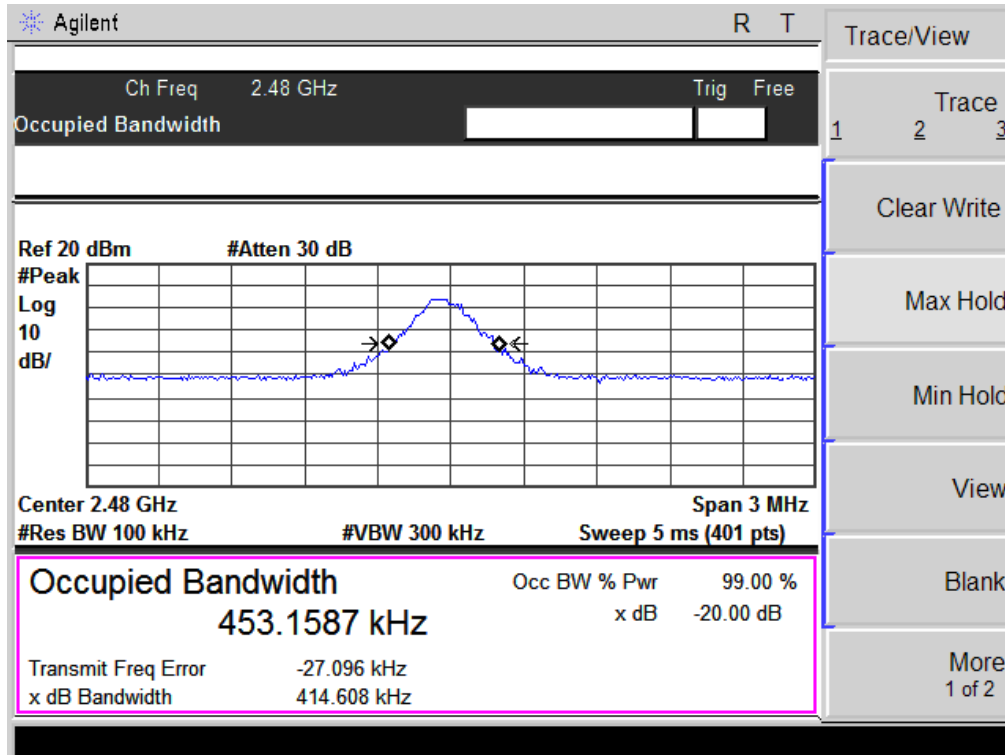 Agilent R T
Trace/View
Ch Freq 2.48 GHz Trig Free
Occupied Bandwidth
Trace
1 2 3
Clear Write
Ref 20 dBm #Atten 30 dB
#Peak
Log
10
dB/
Max Hold
Min Hold
View
Center 2.48 GHz Span 3 MHz
#Res BW 100 kHz #VBW 300 kHz Sweep 5 ms (401 pts)
Occupied Bandwidth Occ BW % Pwr 99.00 %
453.1587 kHz x dB -20.00 dB
Blank
Transmit Freq Error -27.096 kHz
x dB Bandwidth 414.608 kHz
More
1 of 2